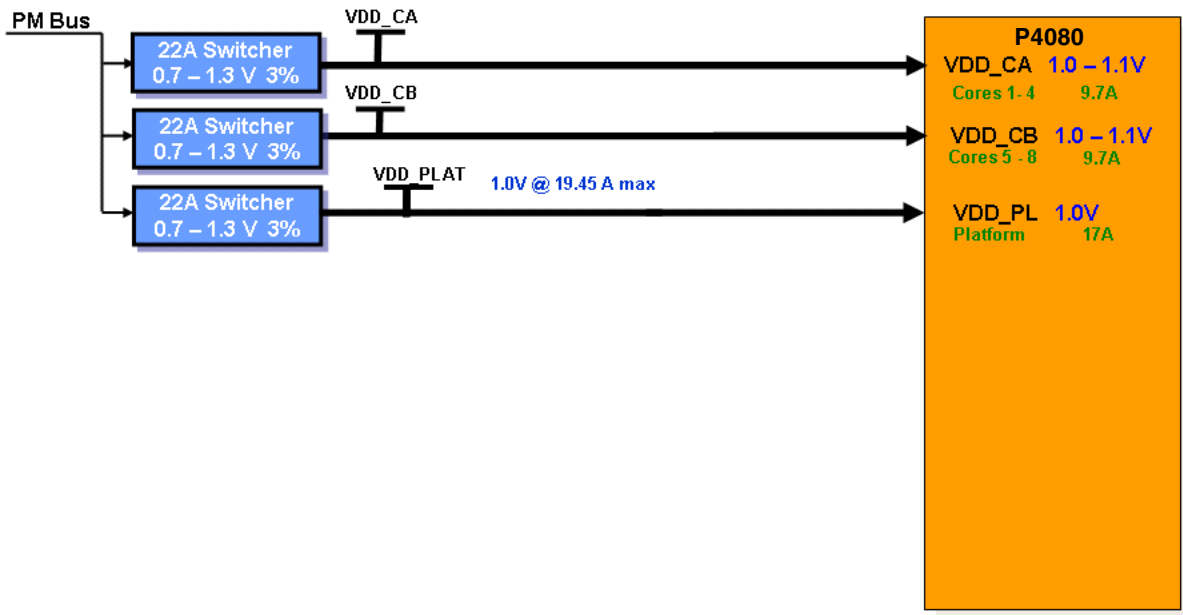 PM Bus
VDD_CA
22A Switcher
0.7 – 1.3 V 3%
VDD_CB
22A Switcher
0.7 – 1.3 V 3%
VDD_PLAT
1.0V @ 19.45 A max
22A Switcher
0.7 – 1.3 V 3%
P4080
VDD_CA 1.0 – 1.1V
Cores 1- 4 9.7A
VDD_CB 1.0 – 1.1V
Cores 5 - 8 9.7A
VDD_PL 1.0V
Platform 17A